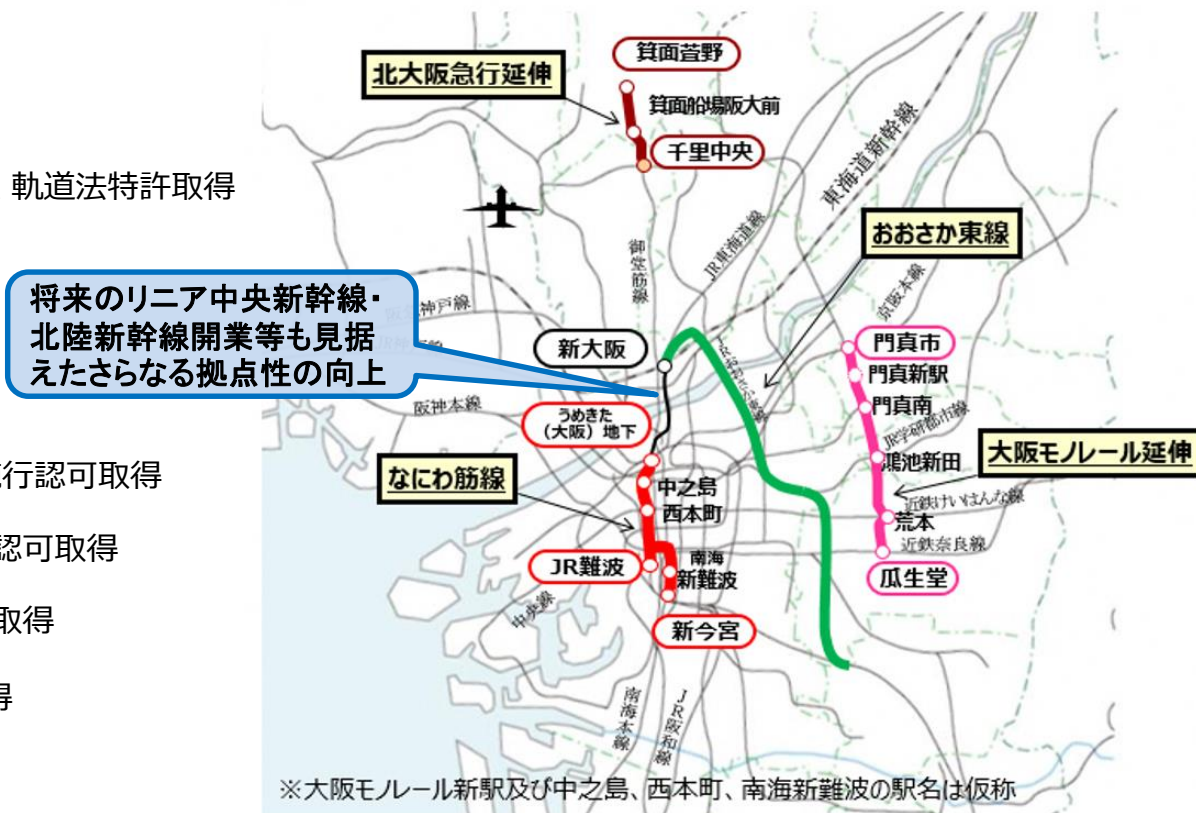 箕面萱野
北大阪急行延伸
箕面船場阪大前
千里中央
東海道新幹線
軌道法特許取得
おおさか東線
御堂筋線
JR東海道線
京阪本線
将来のリニア中央新幹線・
北陸新幹線開業等も見据
えたさらなる拠点性の向上
神戸線
新大阪
門真市
門真新駅
阪神本線
門真南
うめきた
(大阪)地下
JR学研都市線
大阪モノレール延伸
鴻池新田
行認可取得
なにわ筋線
中之島
近鉄けいはんな線
西本町
荒本
認可取得
近鉄奈良線
JR難波
南海
新難波
瓜生堂
中央線
取得
新今宮
得
南海本線
JR阪和線
※大阪モノレール新駅及び中之島、西本町、南海新難波の駅名は仮称